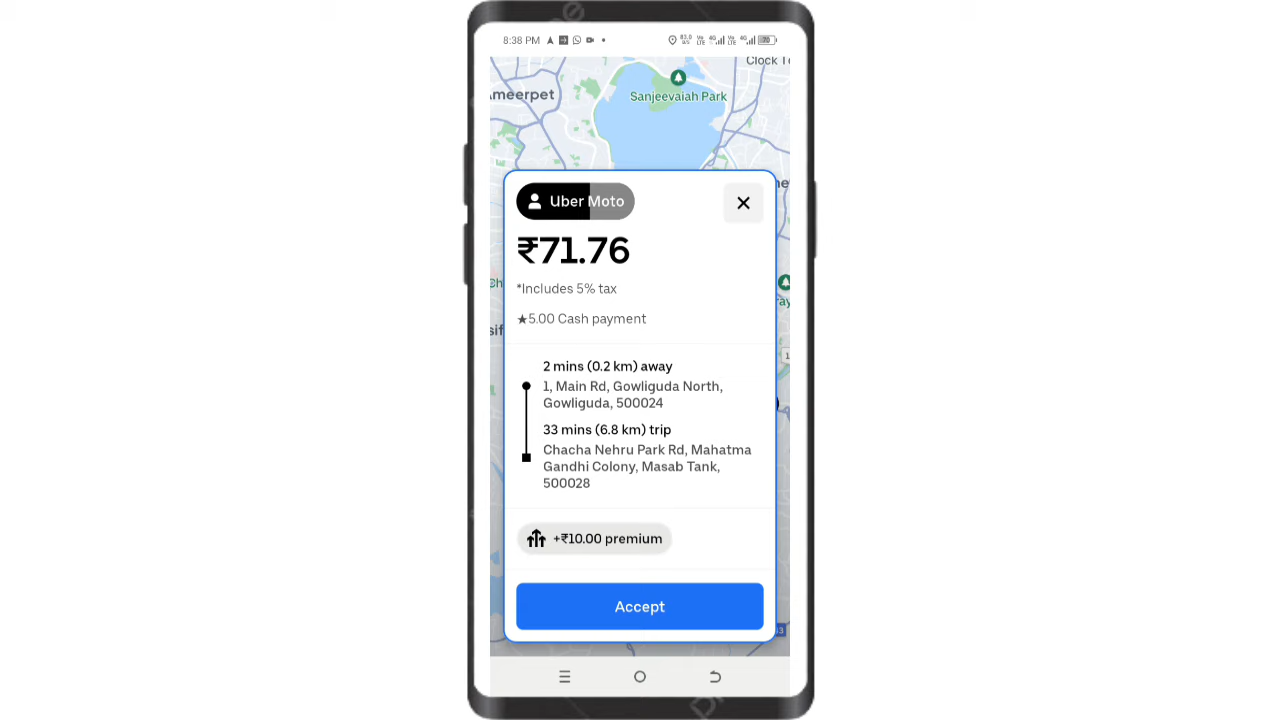 8:38 PM
Clock T
Ameerpet
Sanjeevaiah Park
Uber Moto
₹71.76
*Includes 5% tax
★5.00 Cash payment
2 mins (0.2 km) away
1, Main Rd, Gowliguda North,
Gowliguda, 500024
33 mins (6.8 km) trip
Chacha Nehru Park Rd, Mahatma
Gandhi Colony, Masab Tank,
500028
+₹10.00 premium
Accept